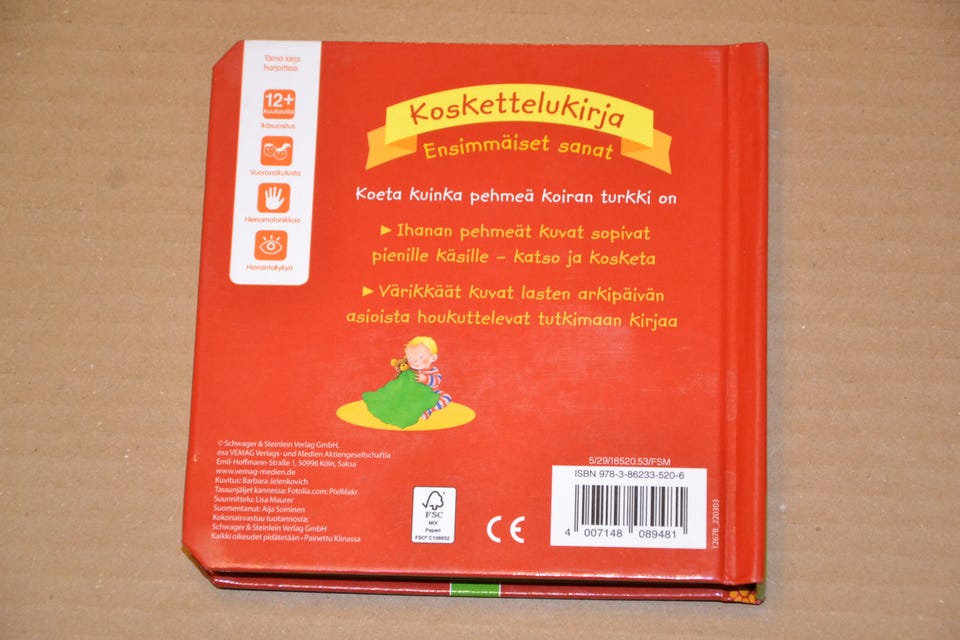 Tämä kirja
harjoittaa:
12+
kuukautta
Ikäsuositus
Vuorovaikutusta
Hienomotoriikkaa
Havaintokykyä
Koskettelukirja
Ensimmäiset sanat
Koeta kuinka pehmeä koiran turkki on
► Ihanan pehmeät kuvat sopivat
pienille käsille – katso ja kosketa
► Värikkäät kuvat lasten arkipäivän
asioista houkuttelevat tutkimaan kirjaa
© Schwager & Steinlein Verlag GmbH,
osa VEMAG Verlags- und Medien Aktiengesellschaftia
Emil-Hoffmann-Straße 1, 50996 Köln, Saksa
www.vemag-medien.de
Kuvitus: Barbara Jelenkovich
Tassunjäljet kannessa: Fotolia.com: PixlMakr
Suunnittelu: Lisa Maurer
Suomentanut: Aija Soininen
Kokonaisvastuu tuotannosta:
Schwager & Steinlein Verlag GmbH
Kaikki oikeudet pidätetään • Painettu Kiinassa
FSC
MIX
Paperi
FSC® C106632
CE
5/29/18520.53/FSM
ISBN 978-3-86233-520-6
4 007148 089481
1267B_220303